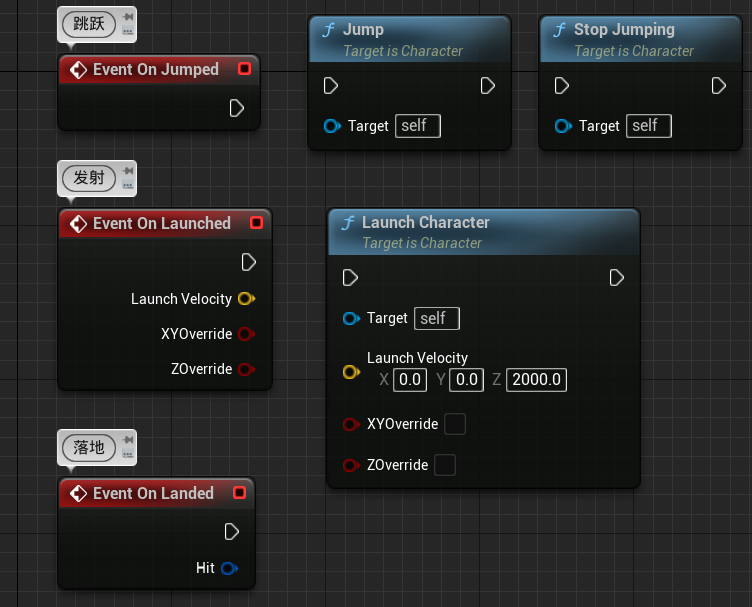 跳跃
Event On Jumped
Jump
Target is Character
Target self
Stop Jumping
Target is Character
Target self
发射
Event On Launched
Launch Velocity
XYOverride
ZOverride
Launch Character
Target is Character
Target self
Launch Velocity
X 0.0 Y 0.0 Z 2000.0
XYOverride
ZOverride
落地
Event On Landed
Hit